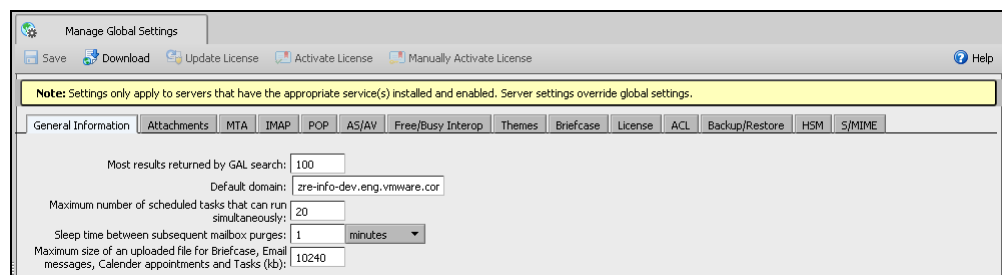 Manage Global Settings
Save Download Update License Activate License Manually Activate License Help
Note: Settings only apply to servers that have the appropriate service(s) installed and enabled. Server settings override global settings.
General Information Attachments MTA IMAP POP AS/AV Free/Busy Interop Themes Briefcase License ACL Backup/Restore HSM S/MIME
Most results returned by GAL search: 100
Default domain: zre-info-dev.eng.vmware.cor
Maximum number of scheduled tasks that can run
simultaneously: 20
Sleep time between subsequent mailbox purges: 1 minutes
Maximum size of an uploaded file for Briefcase, Email
messages, Calender appointments and Tasks (kb): 10240